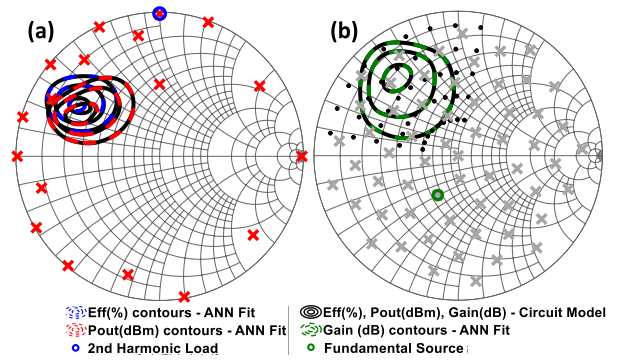 (a) (b)
Eff(%) contours - ANN Fit
Eff(%), Pout(dBm), Gain(dB) - Circuit Model
Pout(dBm) contours - ANN Fit
Gain (dB) contours - ANN Fit
2nd Harmonic Load
Fundamental Source